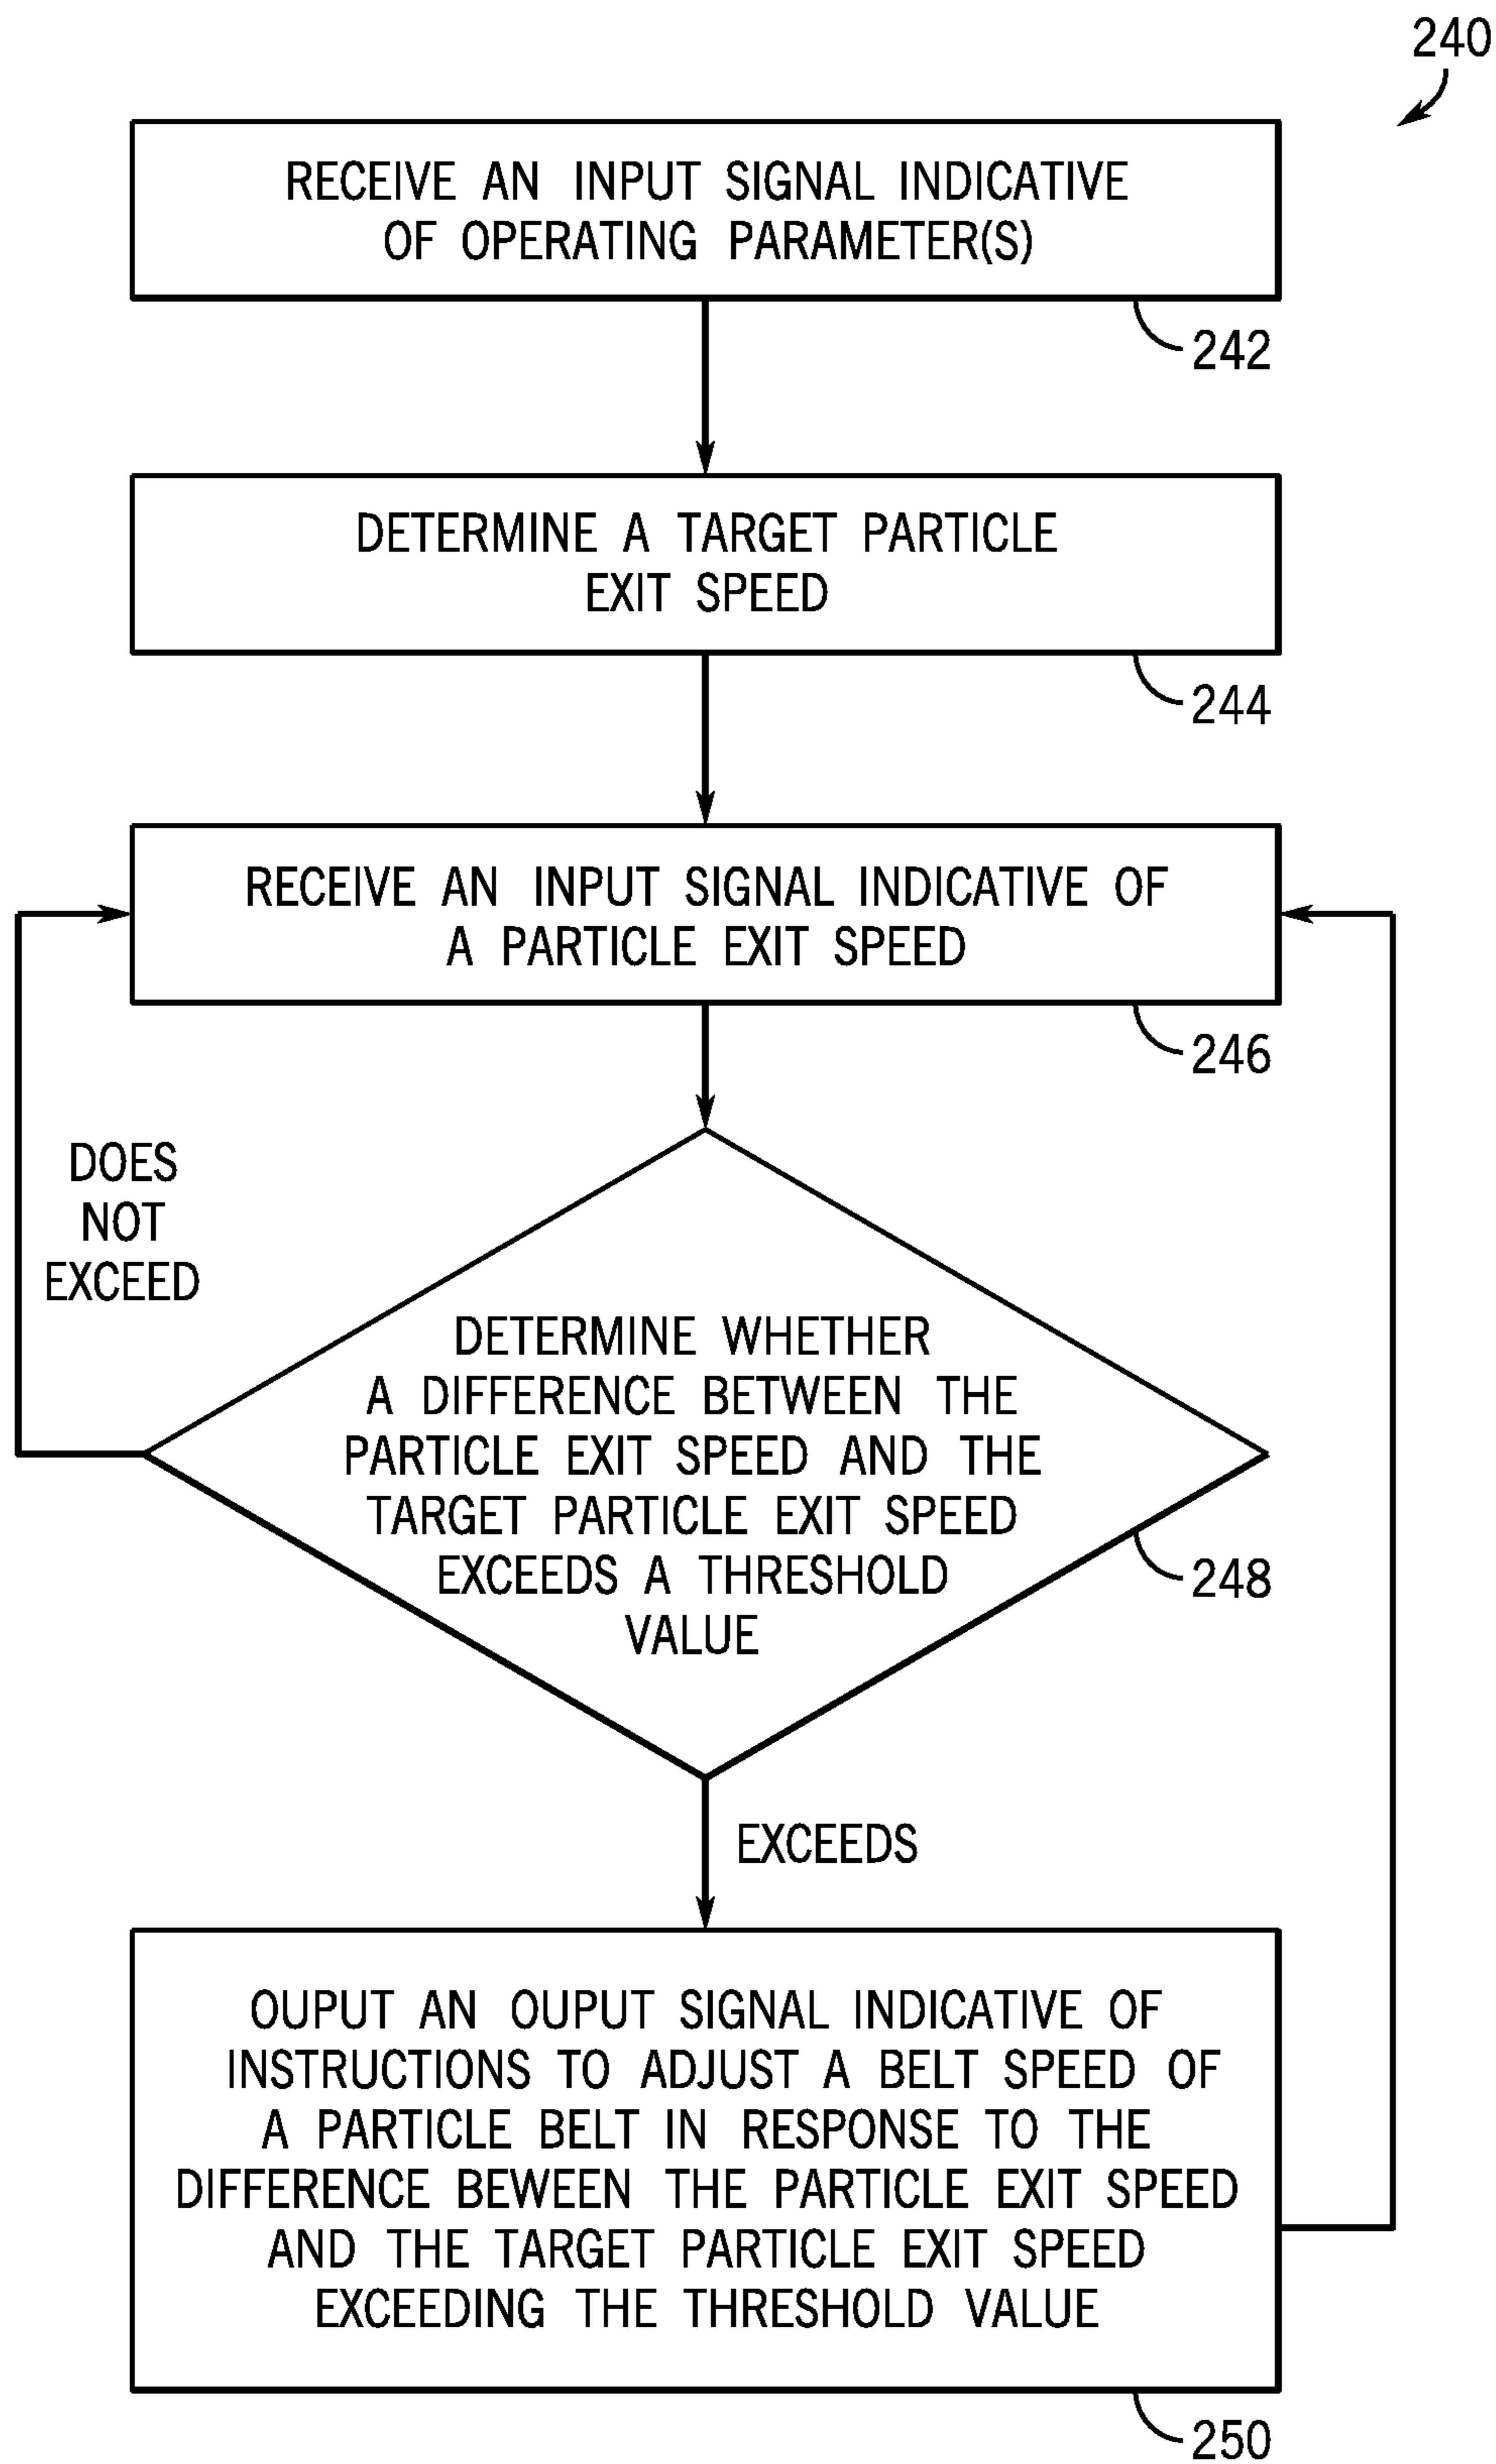 240
RECEIVE AN INPUT SIGNAL INDICATIVE
OF OPERATING PARAMETER(S)
242
DETERMINE A TARGET PARTICLE
EXIT SPEED
244
RECEIVE AN INPUT SIGNAL INDICATIVE OF
A PARTICLE EXIT SPEED
246
DOES
NOT
EXCEED
DETERMINE WHETHER
A DIFFERENCE BETWEEN THE
PARTICLE EXIT SPEED AND THE
TARGET PARTICLE EXIT SPEED
EXCEEDS A THRESHOLD
VALUE
248
EXCEEDS
OUPUT AN OUPUT SIGNAL INDICATIVE OF
INSTRUCTIONS TO ADJUST A BELT SPEED OF
A PARTICLE BELT IN RESPONSE TO THE
DIFFERENCE BEWEEN THE PARTICLE EXIT SPEED
AND THE TARGET PARTICLE EXIT SPEED
EXCEEDING THE THRESHOLD VALUE
250